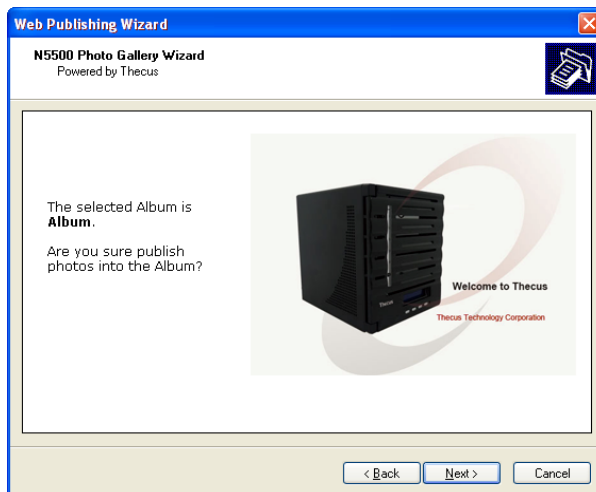 Web Publishing Wizard
N5500 Photo Gallery Wizard
Powered by Thecus
The selected Album is
Album.
Are you sure publish
photos into the Album?
Thecus
Welcome to Thecus
Thecus Technology Corporation
< Back
Next >
Cancel